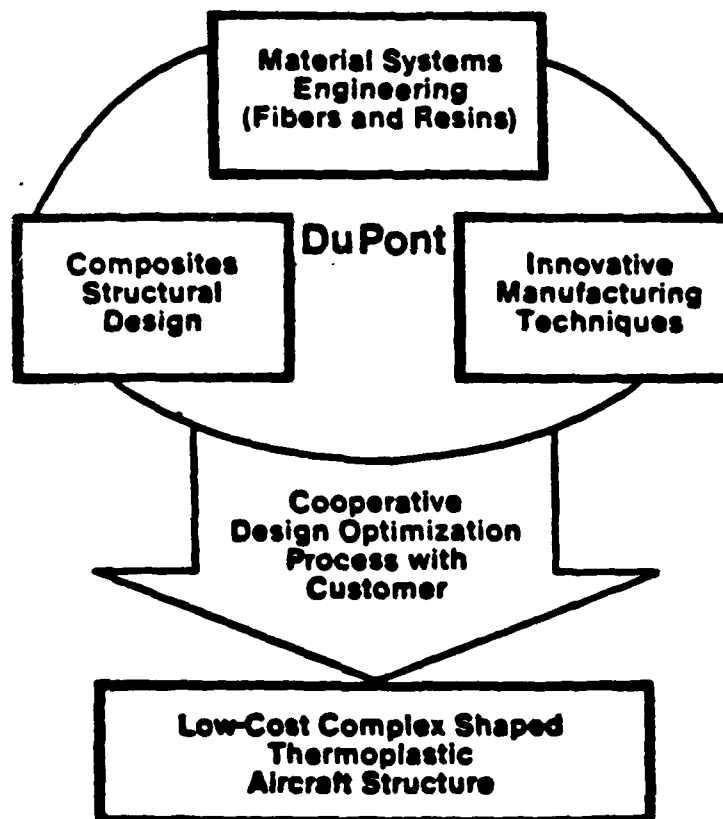 Material Systems
Engineering
(Fibers and Resins)
DuPont
Composites
Structural
Design
Innovative
Manufacturing
Techniques
Cooperative
Design Optimization
Process with
Customer
Low-Cost Complex Shaped
Thermoplastic
Aircraft Structure